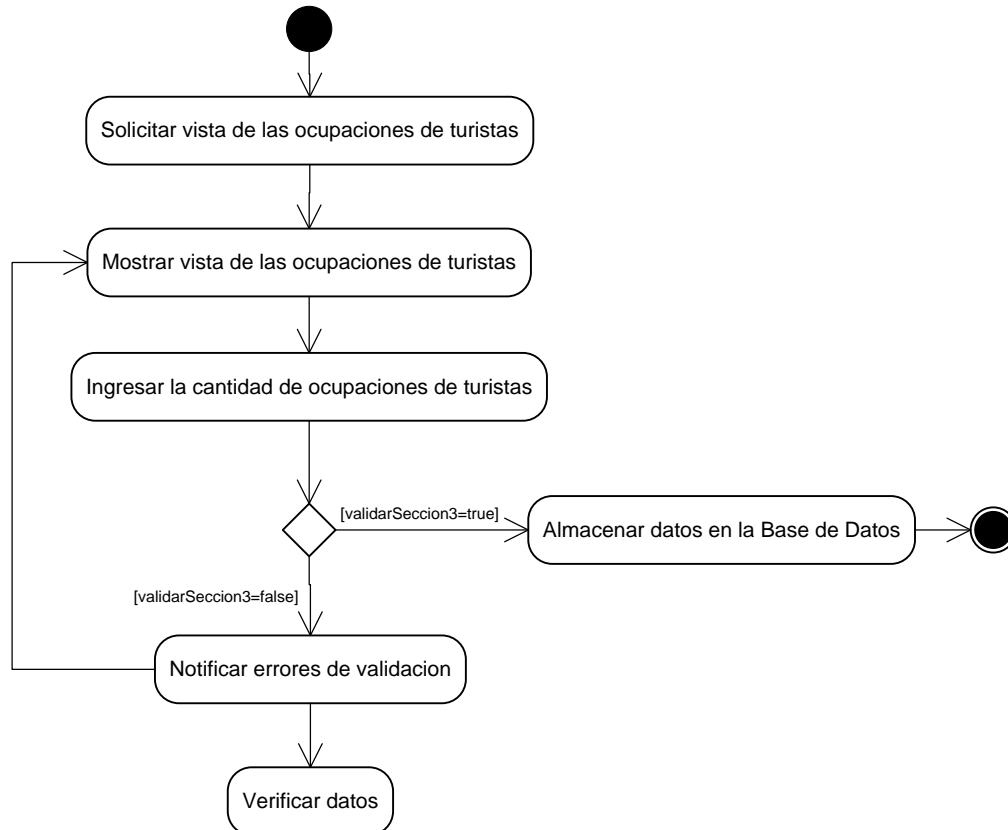 Solicitar vista de las ocupaciones de turistas
Mostrar vista de las ocupaciones de turistas
Ingresar la cantidad de ocupaciones de turistas
[validarSeccion3=true]
Almacenar datos en la Base de Datos
[validarSeccion3=false]
Notificar errores de validacion
Verificar datos